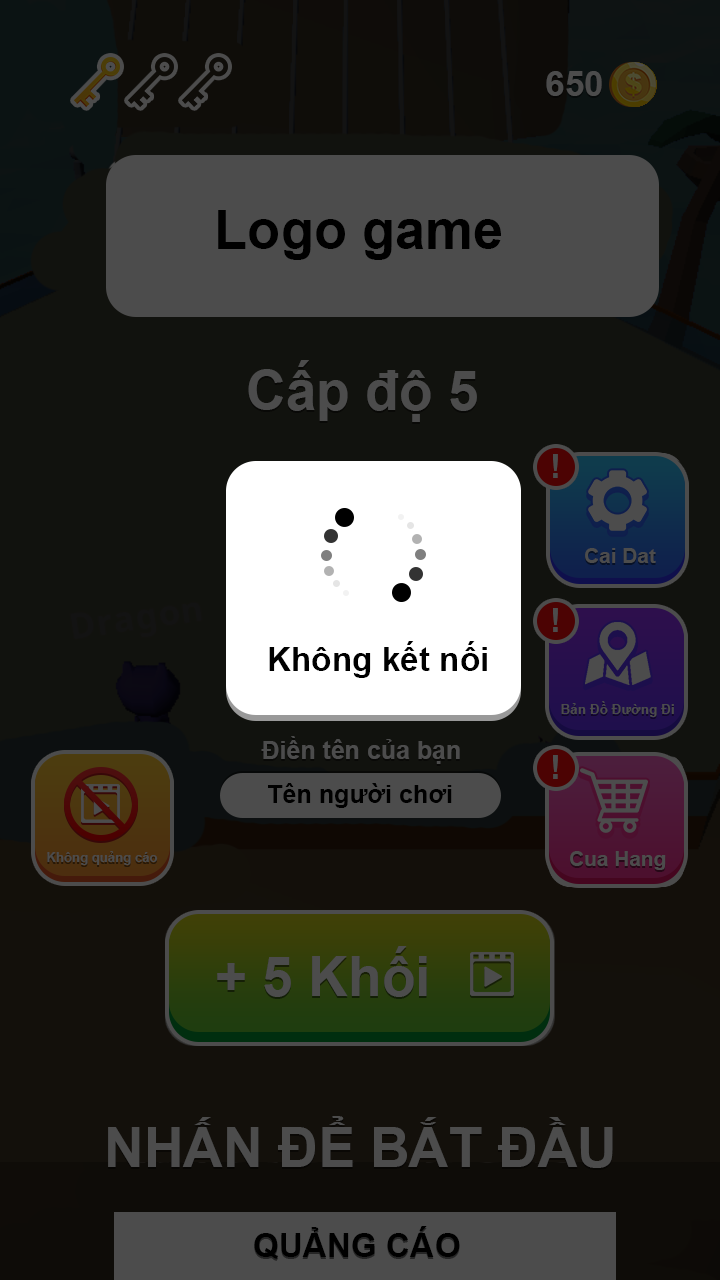 650
Logo game
Cấp độ 5
!
Cai Dat
Không kết nối
Dragon
!
Bản Đồ Đường Đi
Điền tên của bạn
Tên người chơi
!
Cua Hang
Không quảng cáo
+ 5 Khối
NHẤN ĐỂ BẮT ĐẦU
QUẢNG CÁO